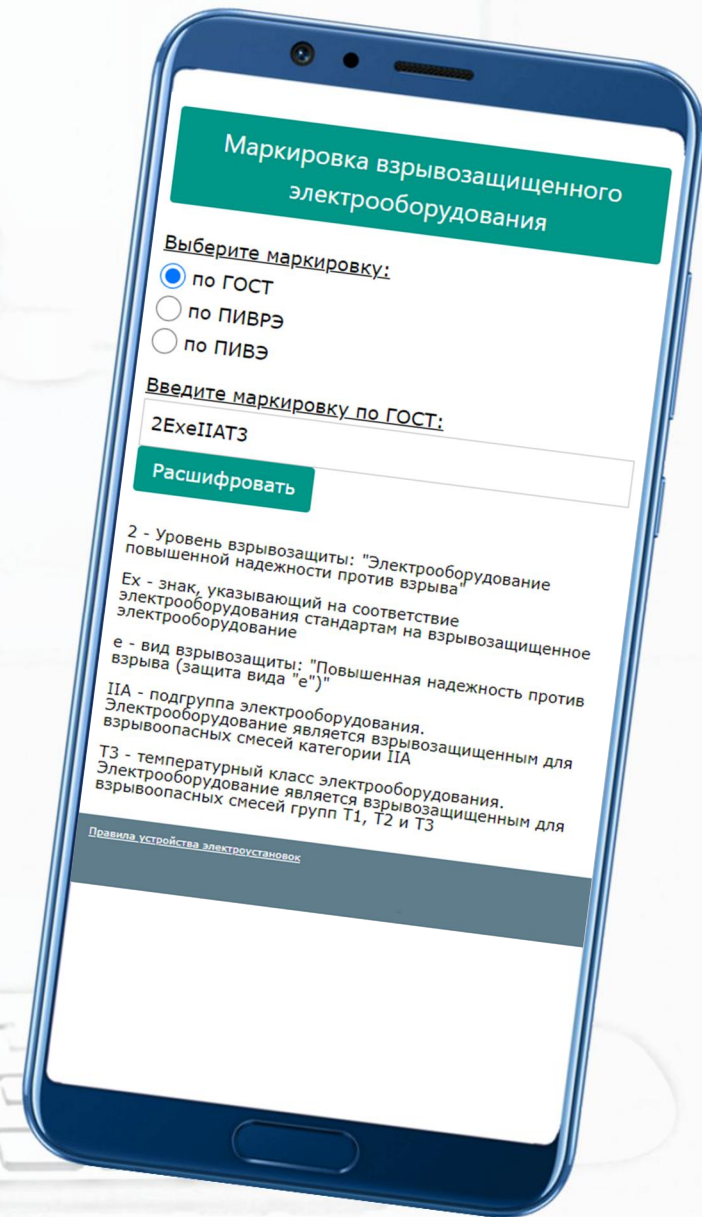 Маркировка взрывозащищенного
электрооборудования
Выберите маркировку:
по ГОСТ
по ПИВРЭ
по ПИВЭ
Введите маркировку по ГОСТ:
2ExeIIAT3
Расшифровать
2 - Уровень взрывозащиты: "Электрооборудование
повышенной надежности против взрыва"
Ex - знак, указывающий на соответствие
электрооборудования стандартам на взрывозащищенное
электрооборудование
e - вид взрывозащиты: "Повышенная надежность против
взрыва (защита вида "e")"
IIA - подгруппа электрооборудования.
Электрооборудование является взрывозащищенным для
взрывоопасных смесей категории IIA
T3 - температурный класс электрооборудования.
Электрооборудование является взрывозащищенным для
взрывоопасных смесей групп T1, T2 и T3
Правила устройства электроустановок